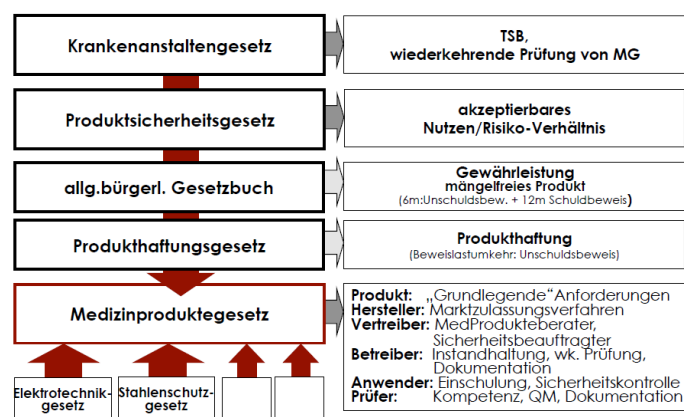 Krankenanstaltengesetz
TSB,
wiederkehrende Prüfung von MG
Produktsicherheitsgesetz
akzeptierbares
Nutzen/Risiko-Verhältnis
allg.bürgerl. Gesetzbuch
Gewährleistung
mängelfreies Produkt
(6m:Unschuldsbew. + 12m Schuldbeweis)
Produkthaftungsgesetz
Produkthaftung
(Beweislastumkehr: Unschuldsbeweis)
Medizinproduktegesetz
Produkt: „Grundlegende“Anforderungen
Hersteller: Marktzulassungsverfahren
Vertreiber: MedProdukteberater,
Sicherheitsbeauftragter
Betreiber: Instandhaltung, wk. Prüfung,
Dokumentation
Anwender: Einschulung, Sicherheitskontrolle
Prüfer: Kompetenz, QM, Dokumentation
Elektrotechnik-
gesetz
Stahlenschutz-
gesetz